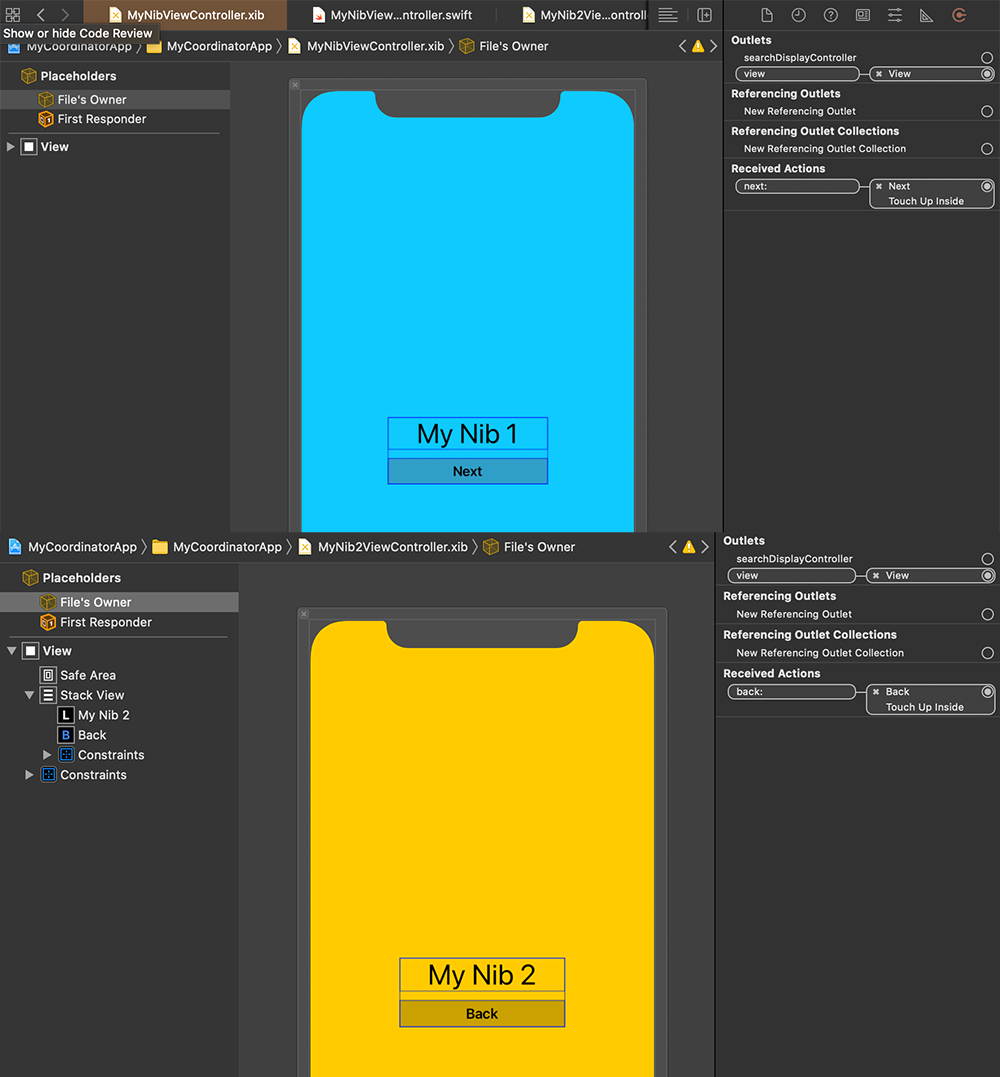 MyNibViewController.xib
MyNibView...ntroller.swift
MyNib2Vie...ontroll
Show or hide Code Review
MyCoordinatorApp
MyCoordinatorApp
MyNibViewController.xib
File's Owner
Placeholders
File's Owner
First Responder
View
My Nib 1
Next
Outlets
searchDisplayController
view
View
Referencing Outlets
New Referencing Outlet
Referencing Outlet Collections
New Referencing Outlet Collection
Received Actions
next:
Next
Touch Up Inside
MyCoordinatorApp
MyCoordinatorApp
MyNib2ViewController.xib
File's Owner
Placeholders
File's Owner
First Responder
View
Safe Area
Stack View
L
My Nib 2
B
Back
Constraints
Constraints
My Nib 2
Back
Outlets
searchDisplayController
view
View
Referencing Outlets
New Referencing Outlet
Referencing Outlet Collections
New Referencing Outlet Collection
Received Actions
back:
Back
Touch Up Inside